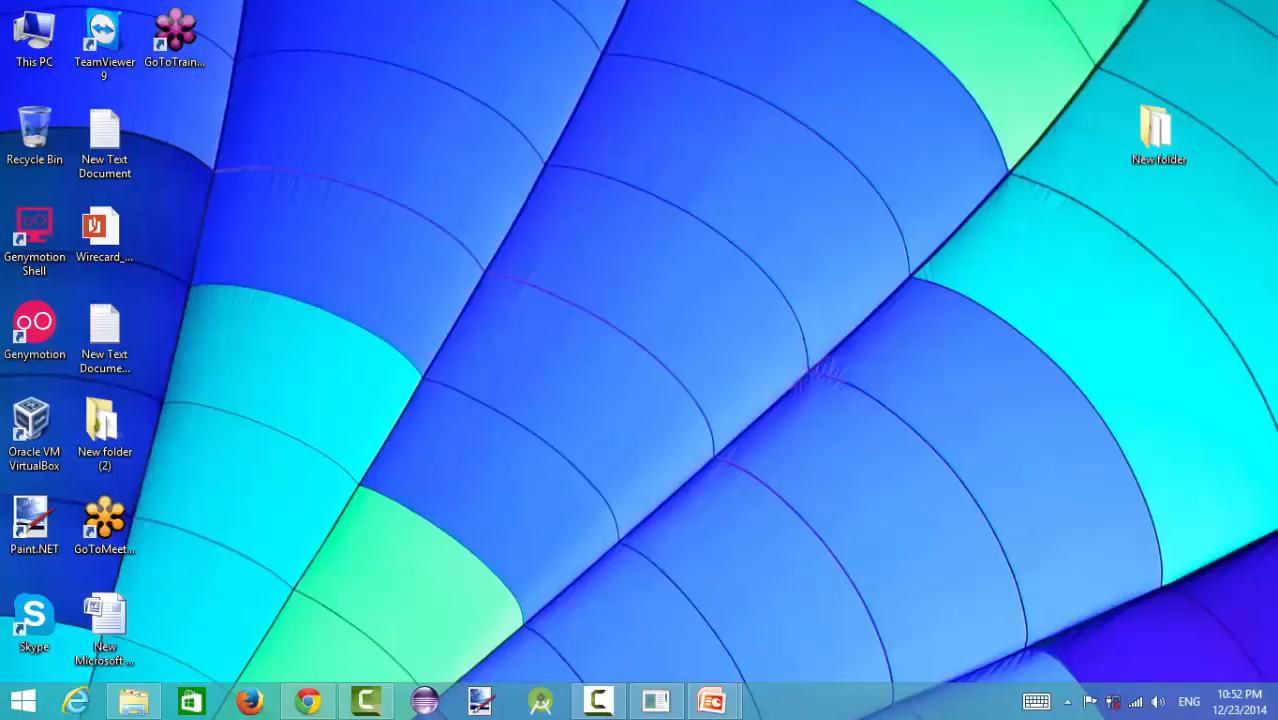 This PC
TeamViewer
9
GoToTrain...
Recycle Bin
New Text
Document
New folder
Genymotion
Shell
Wirecard_...
Genymotion
New Text
Docume...
Oracle VM
VirtualBox
New folder
(2)
Paint.NET
GoToMeet...
Skype
New
Microsoft ...
ENG
10:52 PM
12/23/2014